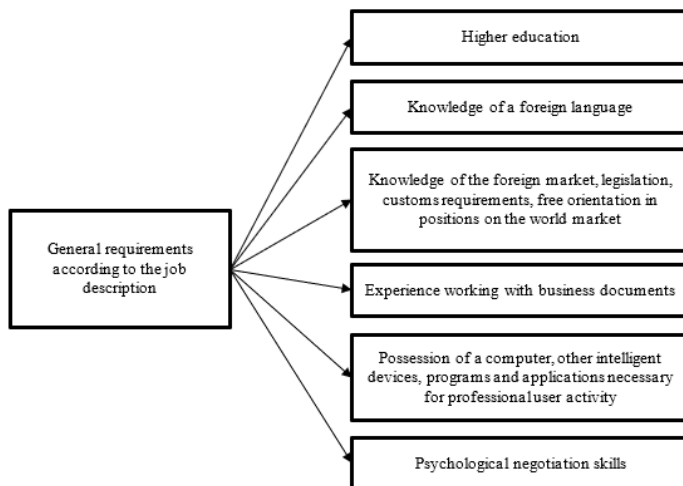 Higher education
Knowledge of a foreign language
Knowledge of the foreign market, legislation,
customs requirements, free orientation in
positions on the world market
General requirements
according to the job
description
Experience working with business documents
Possession of a computer, other intelligent
devices, programs and applications necessary
for professional user activity
Psychological negotiation skills